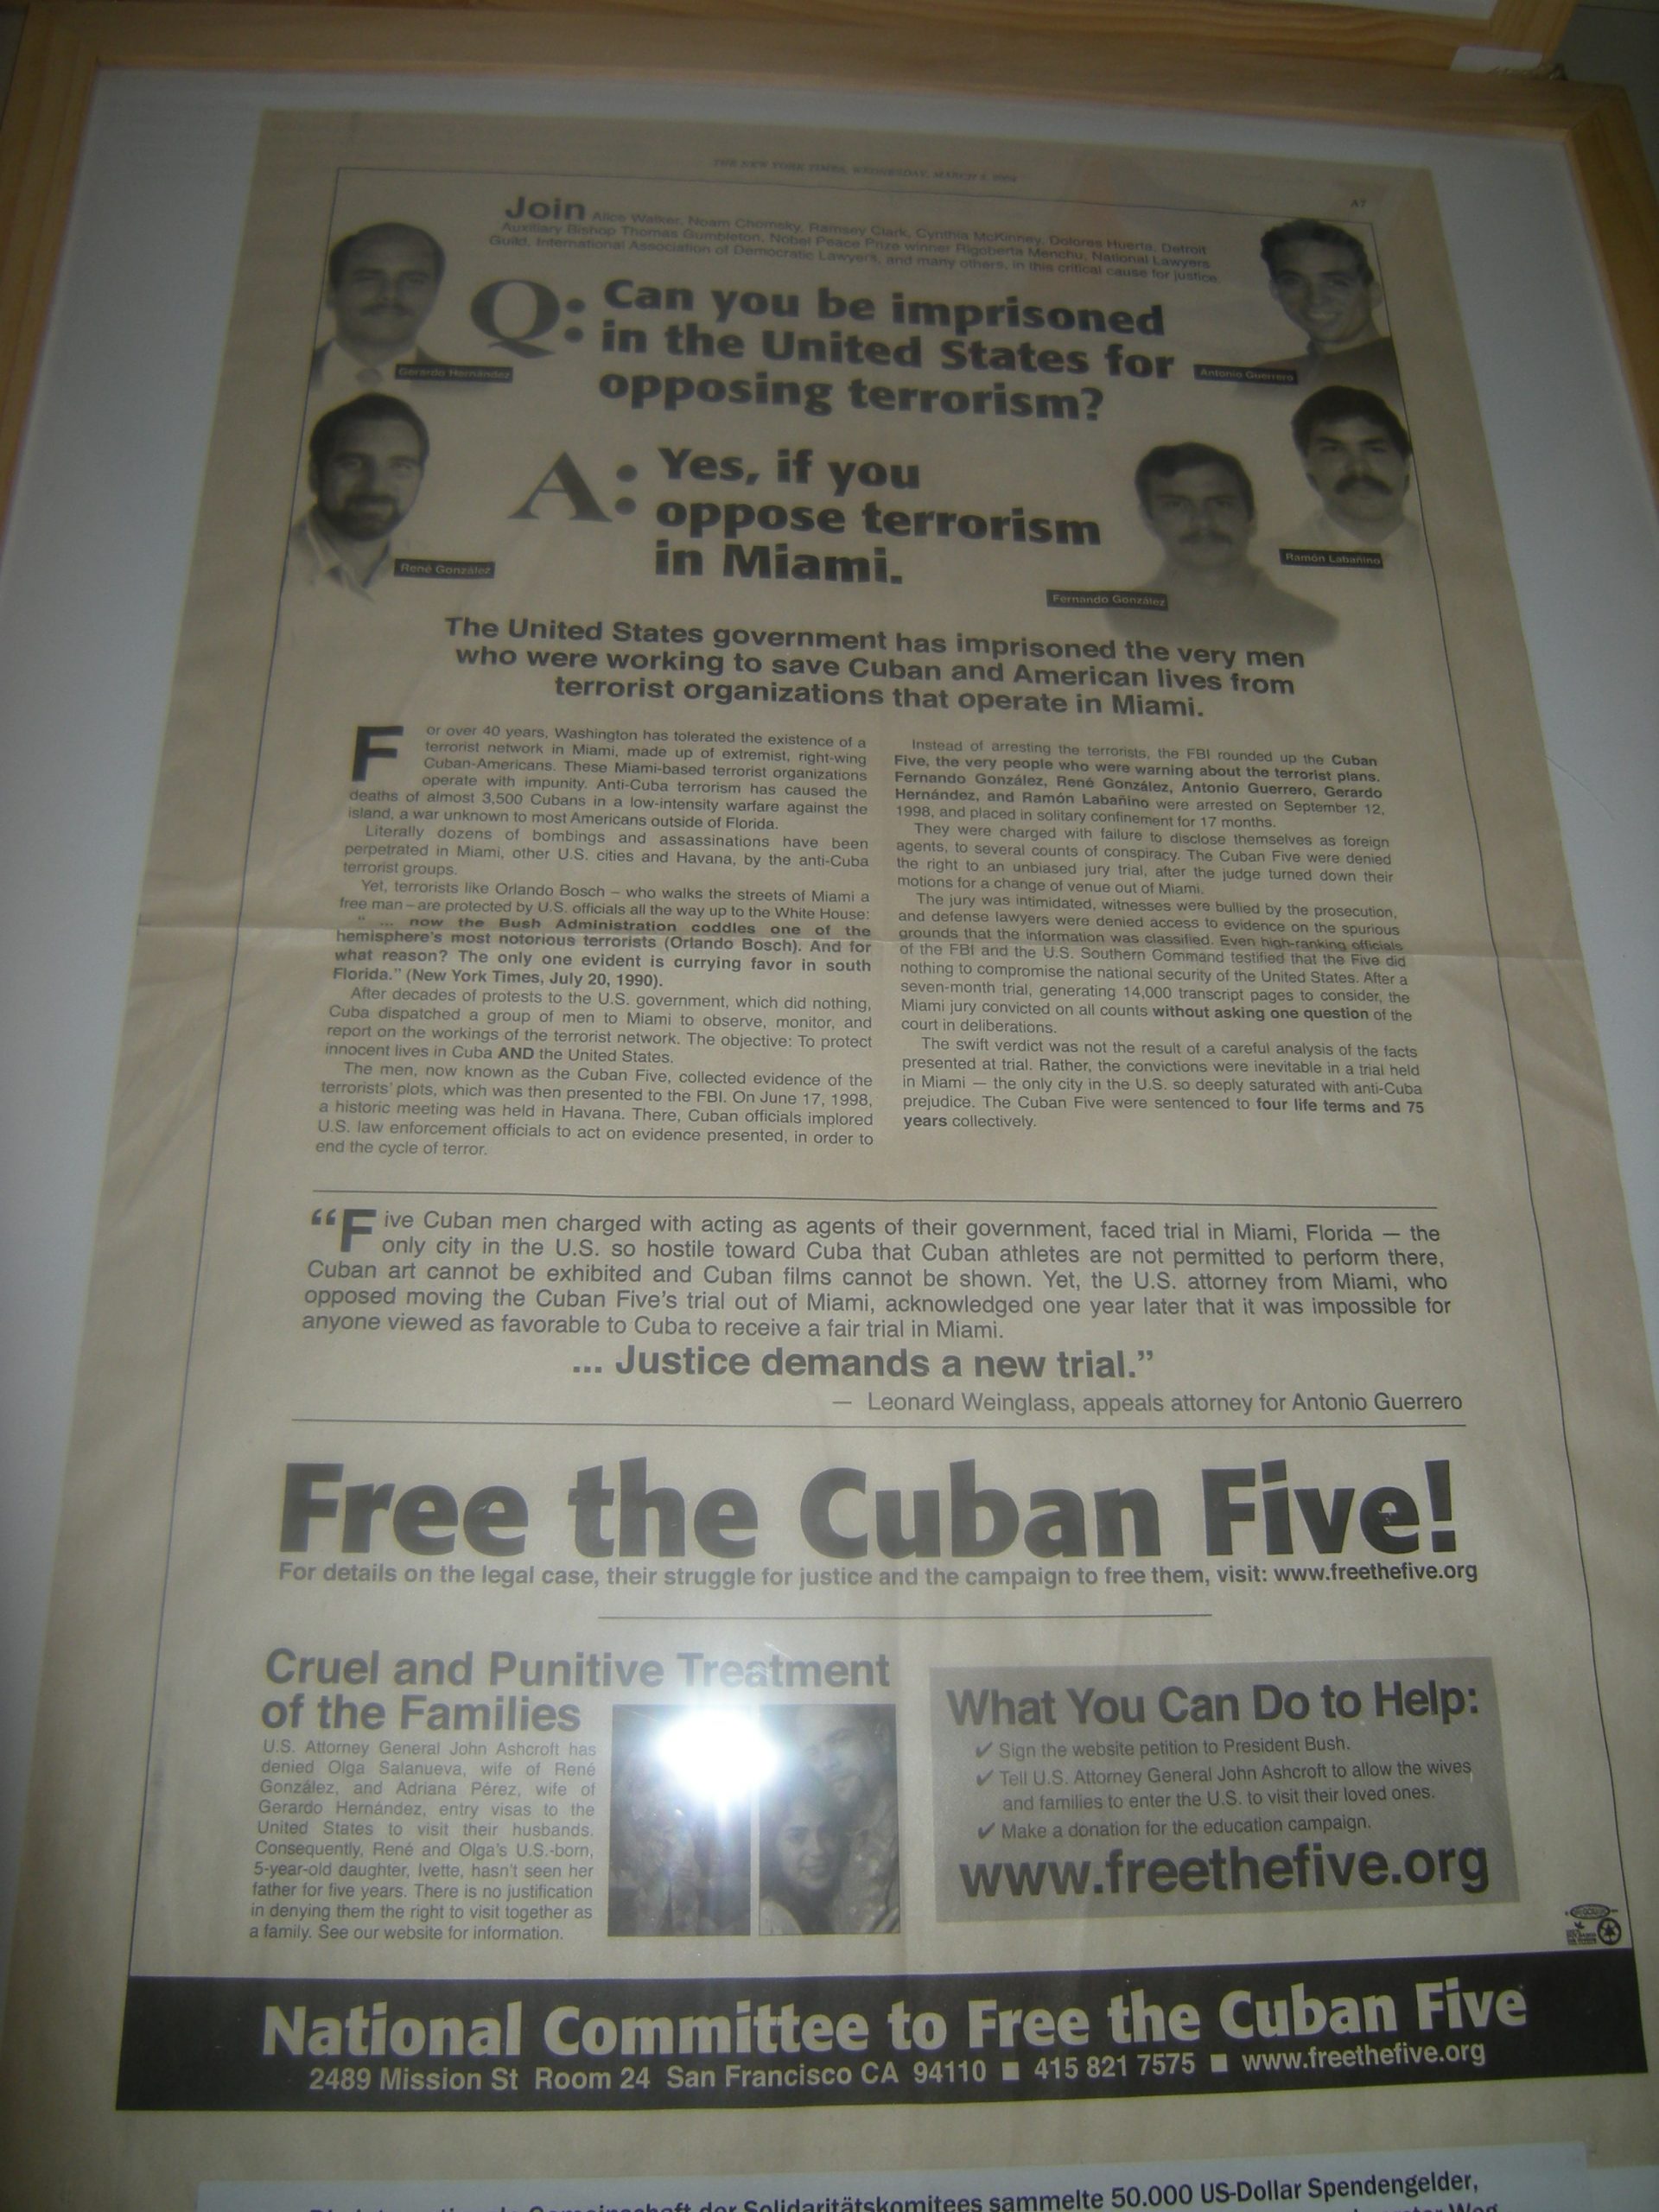 THE NEW YORK TIMES, WEDNESDAY, MARCH 3, 2004
A7
Join Alice Walker, Noam Chomsky, Ramsey Clark, Cynthia McKinney, Dolores Huerta, Detroit
Auxiliary Bishop Thomas Gumbleton, Nobel Peace Prize winner Rigoberta Menchu, National Lawyers
Guild, International Association of Democratic Lawyers, and many others, in this critical cause for justice
Q: Can you be imprisoned
in the United States for
opposing terrorism?
Gerardo Hernández
Antonio Guerrero
A: Yes, if you
oppose terrorism
in Miami.
René González
Ramón Labañino
Fernando González
The United States government has imprisoned the very men
who were working to save Cuban and American lives from
terrorist organizations that operate in Miami.
For over 40 years, Washington has tolerated the existence of a
terrorist network in Miami, made up of extremist, right-wing
Cuban-Americans. These Miami-based terrorist organizations
operate with impunity. Anti-Cuba terrorism has caused the
deaths of almost 3,500 Cubans in a low-intensity warfare against the
island, a war unknown to most Americans outside of Florida.
Literally dozens of bombings and assassinations have been
perpetrated in Miami, other U.S. cities and Havana, by the anti-Cuba
terrorist groups.
Yet, terrorists like Orlando Bosch – who walks the streets of Miami a
free man – are protected by U.S. officials all the way up to the White House:
" ... now the Bush Administration coddles one of the
hemisphere's most notorious terrorists (Orlando Bosch). And for
what reason? The only one evident is currying favor in south
Florida." (New York Times, July 20, 1990).
After decades of protests to the U.S. government, which did nothing,
Cuba dispatched a group of men to Miami to observe, monitor, and
report on the workings of the terrorist network. The objective: To protect
innocent lives in Cuba AND the United States.
The men, now known as the Cuban Five, collected evidence of the
terrorists' plots, which was then presented to the FBI. On June 17, 1998,
a historic meeting was held in Havana. There, Cuban officials implored
U.S. law enforcement officials to act on evidence presented, in order to
end the cycle of terror.
Instead of arresting the terrorists, the FBI rounded up the Cuban
Five, the very people who were warning about the terrorist plans.
Fernando González, René González, Antonio Guerrero, Gerardo
Hernández, and Ramón Labañino were arrested on September 12,
1998, and placed in solitary confinement for 17 months.
They were charged with failure to disclose themselves as foreign
agents, to several counts of conspiracy. The Cuban Five were denied
the right to an unbiased jury trial, after the judge turned down their
motions for a change of venue out of Miami.
The jury was intimidated, witnesses were bullied by the prosecution,
and defense lawyers were denied access to evidence on the spurious
grounds that the information was classified. Even high-ranking officials
of the FBI and the U.S. Southern Command testified that the Five did
nothing to compromise the national security of the United States. After a
seven-month trial, generating 14,000 transcript pages to consider, the
Miami jury convicted on all counts without asking one question of the
court in deliberations.
The swift verdict was not the result of a careful analysis of the facts
presented at trial. Rather, the convictions were inevitable in a trial held
in Miami — the only city in the U.S. so deeply saturated with anti-Cuba
prejudice. The Cuban Five were sentenced to four life terms and 75
years collectively.
“Five Cuban men charged with acting as agents of their government, faced trial in Miami, Florida — the
only city in the U.S. so hostile toward Cuba that Cuban athletes are not permitted to perform there,
Cuban art cannot be exhibited and Cuban films cannot be shown. Yet, the U.S. attorney from Miami, who
opposed moving the Cuban Five's trial out of Miami, acknowledged one year later that it was impossible for
anyone viewed as favorable to Cuba to receive a fair trial in Miami.
... Justice demands a new trial.”
— Leonard Weinglass, appeals attorney for Antonio Guerrero
Free the Cuban Five!
For details on the legal case, their struggle for justice and the campaign to free them, visit: www.freethefive.org
Cruel and Punitive Treatment
of the Families
U.S. Attorney General John Ashcroft has
denied Olga Salanueva, wife of René
González, and Adriana Pérez, wife of
Gerardo Hernández, entry visas to the
United States to visit their husbands.
Consequently, René and Olga's U.S.-born,
5-year-old daughter, Ivette, hasn't seen her
father for five years. There is no justification
in denying them the right to visit together as
a family. See our website for information.
What You Can Do to Help:
✔ Sign the website petition to President Bush.
✔ Tell U.S. Attorney General John Ashcroft to allow the wives
and families to enter the U.S. to visit their loved ones.
✔ Make a donation for the education campaign.
www.freethefive.org
National Committee to Free the Cuban Five
2489 Mission St Room 24 San Francisco CA 94110 ■ 415 821 7575 ■ www.freethefive.org
der Solidaritätskomitees sammelte 50.000 US-Dollar Spendengelder,